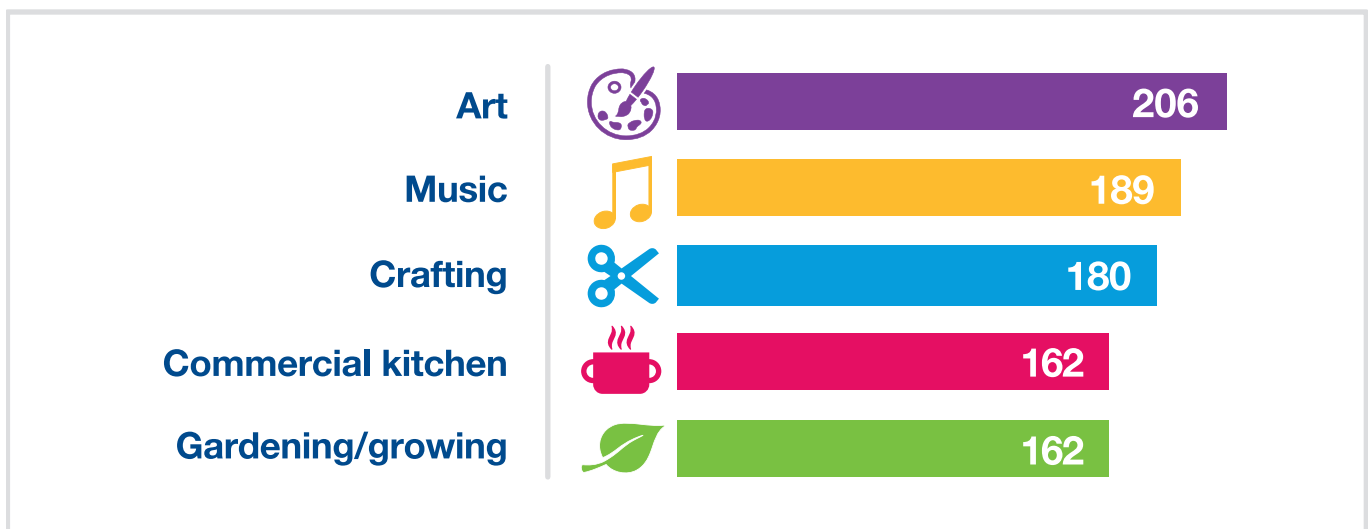 Art 206
Music 189
Crafting 180
Commercial kitchen 162
Gardening/growing 162